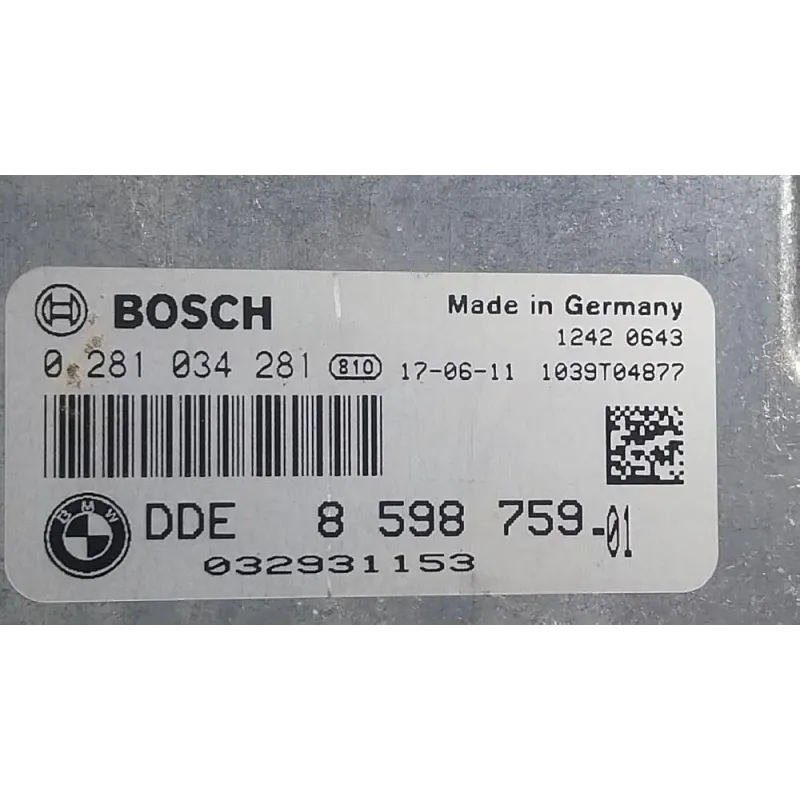 BOSCH
Made in Germany
1242 0643
0 281 034 281 810 17-06-11 1039T04877
BMW
DDE 8 598 759-01
032931153